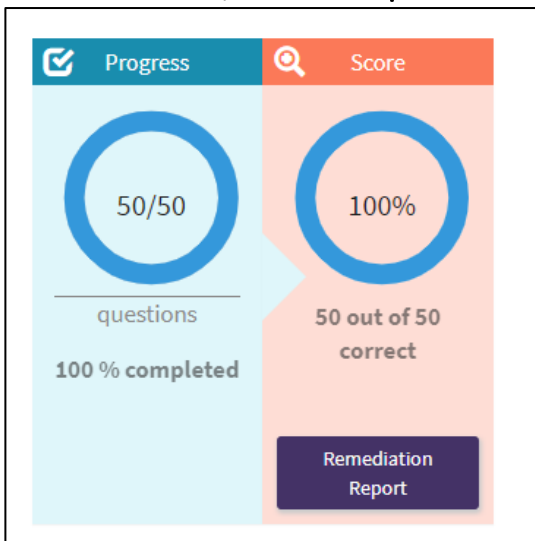 Progress
50/50
questions
100 % completed
Score
100%
50 out of 50
correct
Remediation
Report